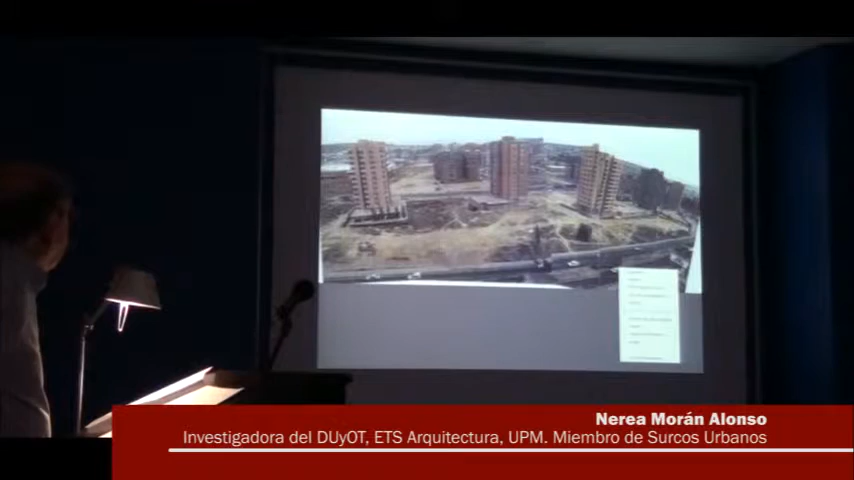 Nerea Morán Alonso
Investigadora del DUyOT, ETS Arquitectura, UPM. Miembro de Surcos Urbanos